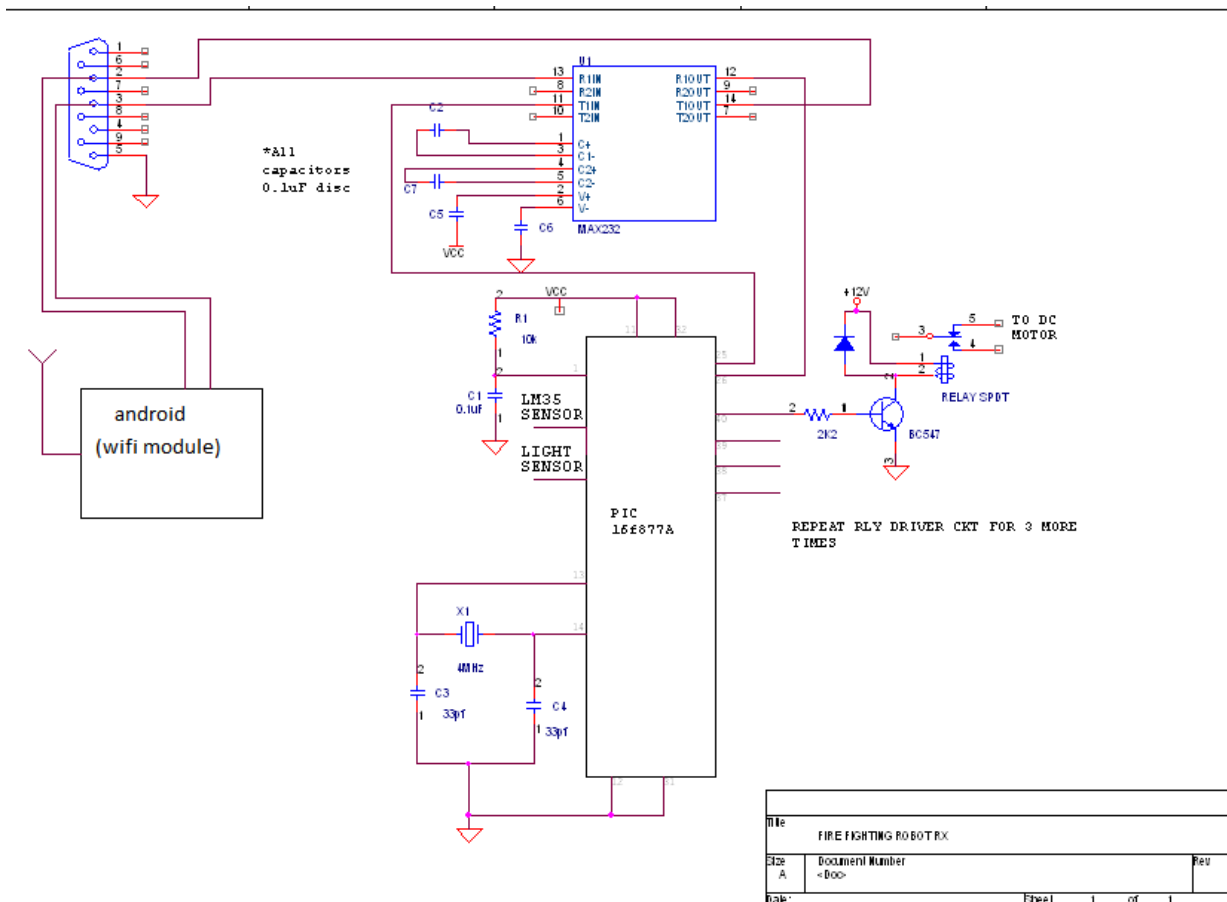 1
6
2
7
3
8
4
9
5
*All
capacitors
0.1uF disc
U1
13 R1IN R1OUT 12
8 R2IN R2OUT 9
11 T1IN T1OUT 14
10 T2IN T2OUT 7
1 C+
3 C1-
4 C2+
5 C2-
2 V+
6 V-
MAX232
C2
C7
C5
VCC
C6
android
(wifi module)
2
R1
10k
1
VCC
11 32
2
C1
0.1uF
1
1
LM35
SENSOR
LIGHT
SENSOR
PIC
16f877A
25
26
40
39
38
37
2 1
2K2
2
BC547
3
+12V
3
5
4
TO DC
MOTOR
1
2
RELAY SPDT
REPEAT RLY DRIVER CKT FOR 3 MORE
TIMES
13
14
X1
4MHz
2
C3
1
33pf
2
C4
1
33pf
12 31
Title
FIRE FIGHTING ROBOT RX
Size
A
Document Number
<Doc>
Rev
Date:
Sheet 1 of 1